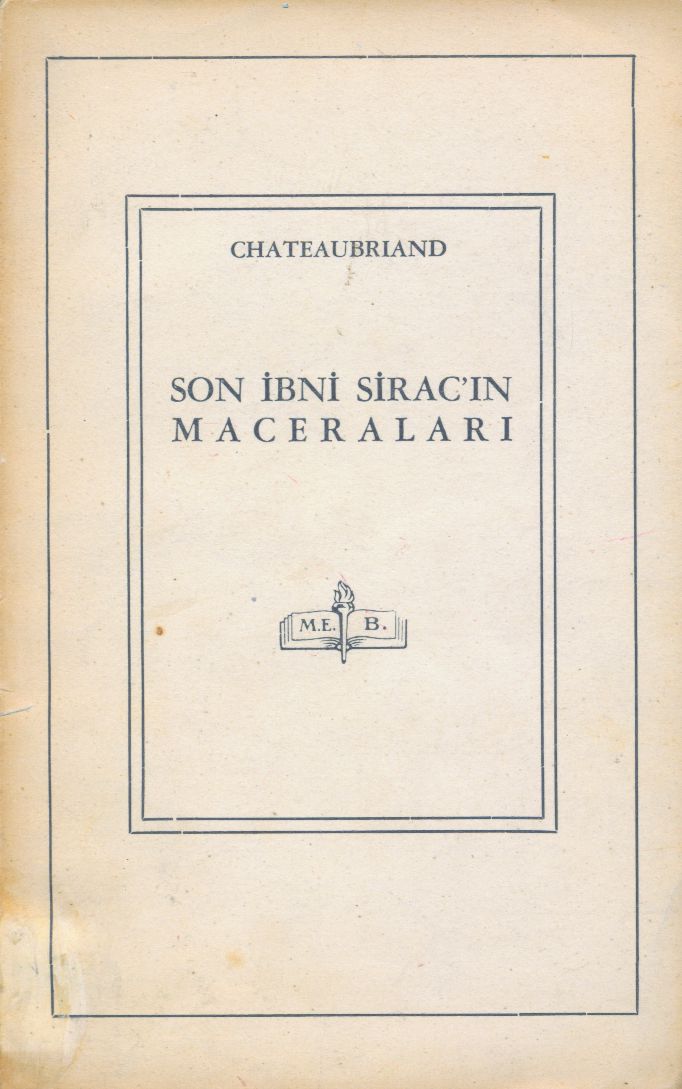 CHATEAUBRIAND
SON İBNİ SİRAC'IN
MACERALARI
M.E. B.